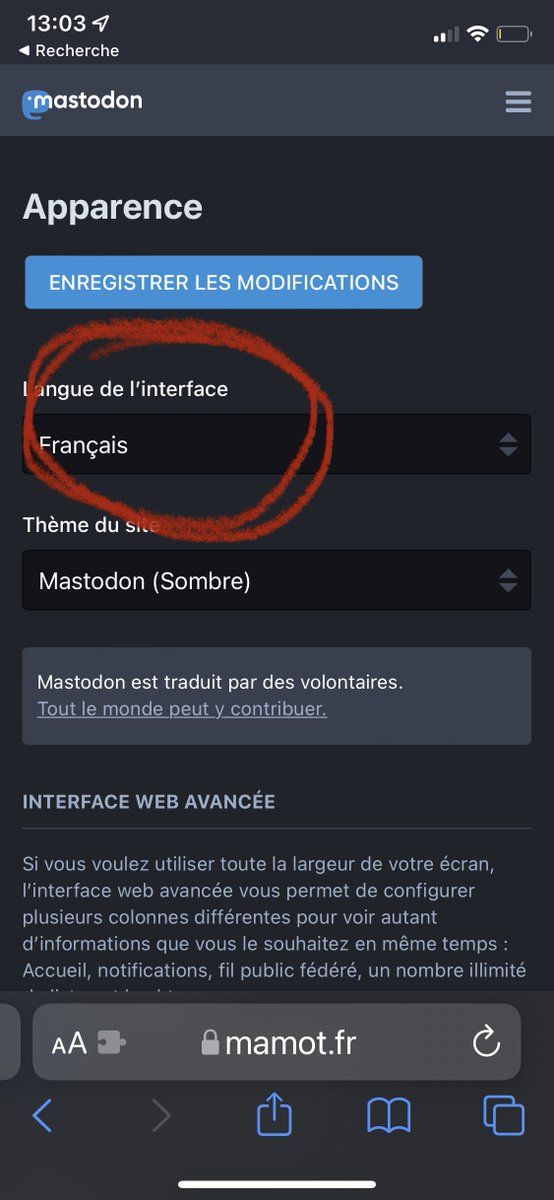 13:03
◀ Recherche
mastodon
Apparence
ENREGISTRER LES MODIFICATIONS
Langue de l'interface
Français
Thème du site
Mastodon (Sombre)
Mastodon est traduit par des volontaires.
Tout le monde peut y contribuer.
INTERFACE WEB AVANCÉE
Si vous voulez utiliser toute la largeur de votre écran,
l'interface web avancée vous permet de configurer
plusieurs colonnes différentes pour voir autant
d'informations que vous le souhaitez en même temps :
Accueil, notifications, fil public fédéré, un nombre illimité
AA
mamot.fr